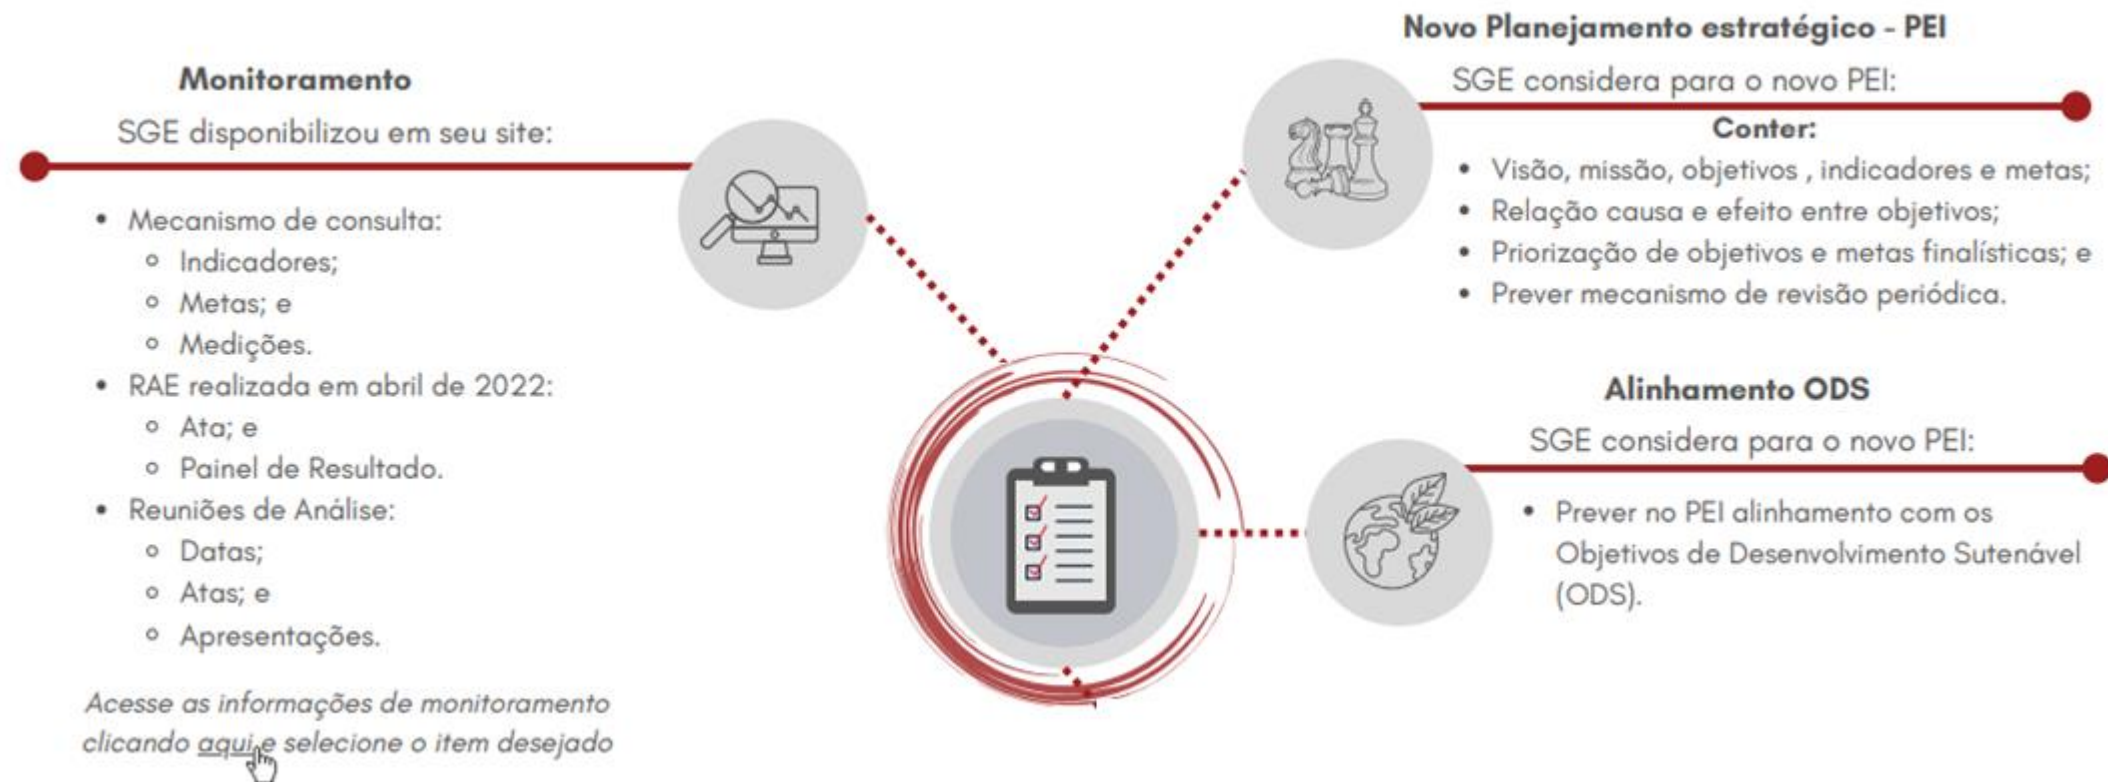 Monitoramento
SGE disponibilizou em seu site:
• Mecanismo de consulta:
◦ Indicadores;
◦ Metas; e
◦ Medições.
• RAE realizada em abril de 2022:
◦ Ata; e
◦ Painel de Resultado.
• Reuniões de Análise:
◦ Datas;
◦ Atas; e
◦ Apresentações.
Acesse as informações de monitoramento
clicando aqui e selecione o item desejado
Novo Planejamento estratégico - PEI
SGE considera para o novo PEI:
Conter:
• Visão, missão, objetivos , indicadores e metas;
• Relação causa e efeito entre objetivos;
• Priorização de objetivos e metas finalísticas; e
• Prever mecanismo de revisão periódica.
Alinhamento ODS
SGE considera para o novo PEI:
• Prever no PEI alinhamento com os
Objetivos de Desenvolvimento Sutenável
(ODS).